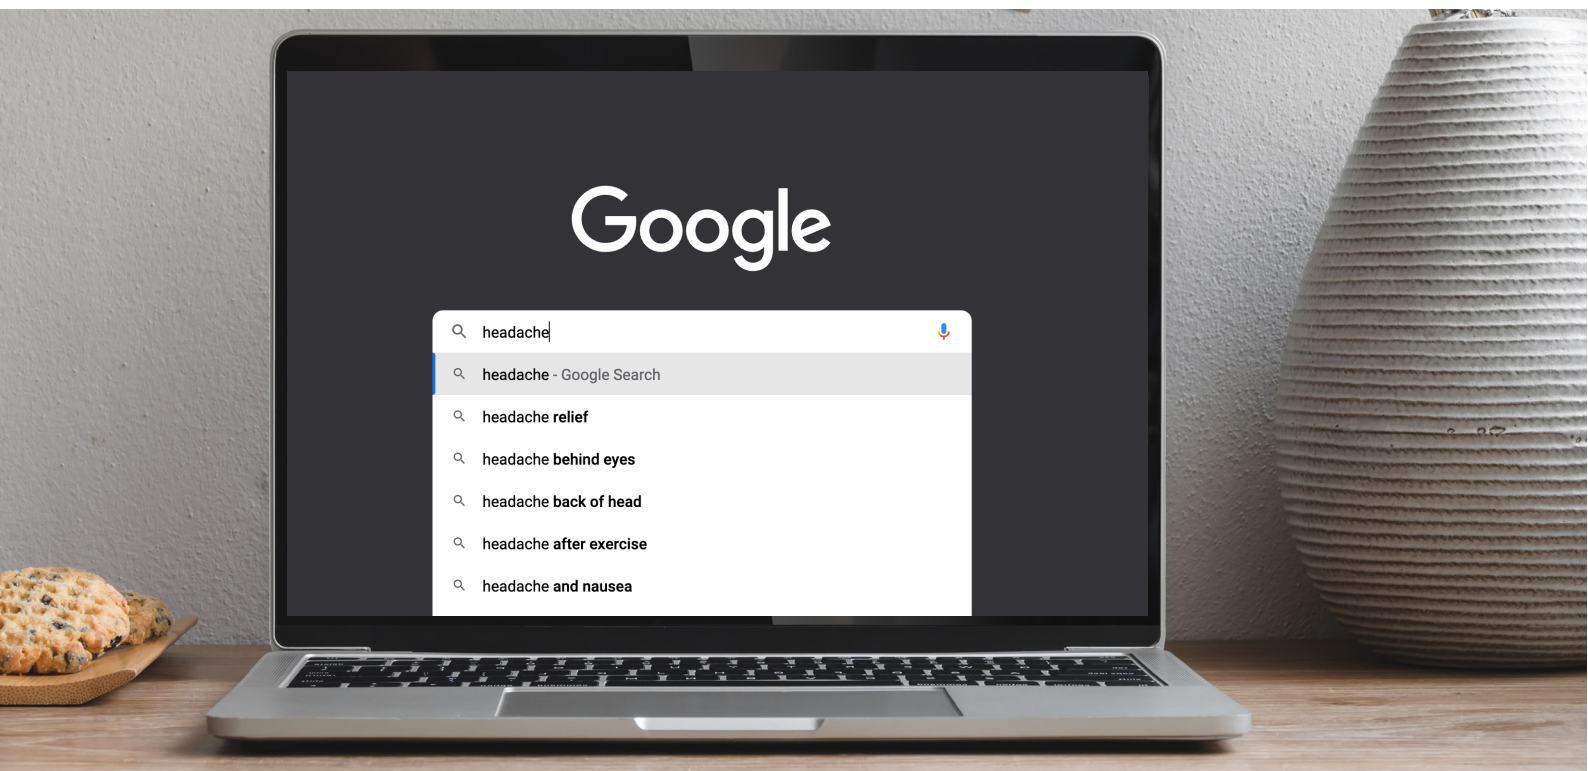 Google
headache
headache - Google Search
headache relief
headache behind eyes
headache back of head
headache after exercise
headache and nausea